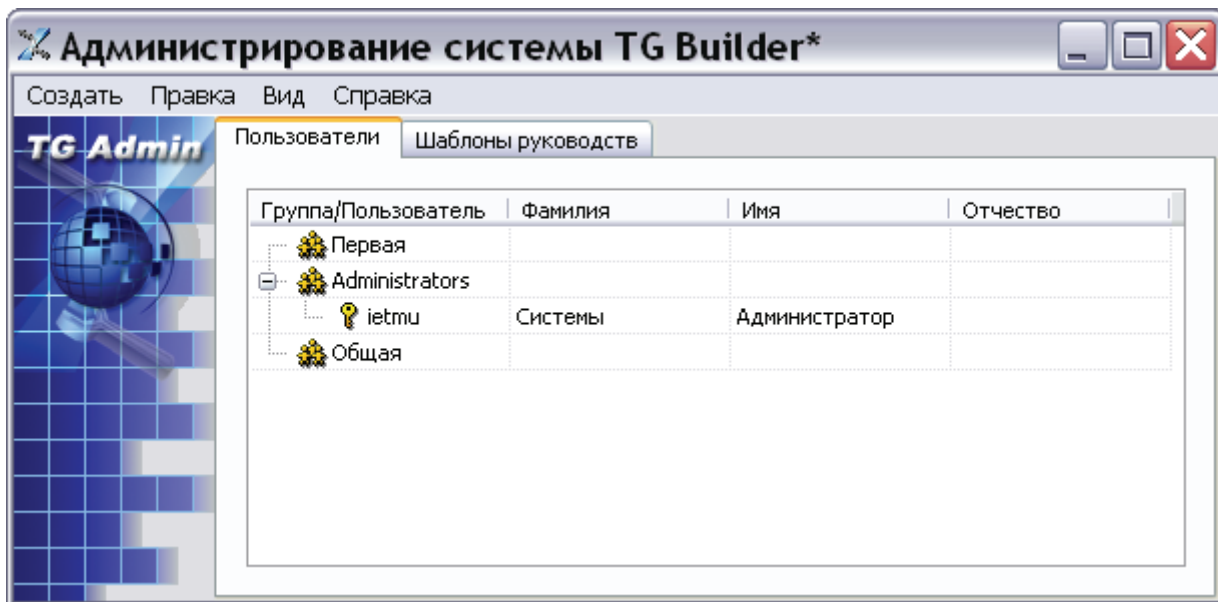 Администрирование системы TG Builder*
Создать Правка Вид Справка
TG Admin Пользователи Шаблоны руководств
Группа/Пользователь Фамилия Имя Отчество
Первая
Administrators
ietmu Системы Администратор
Общая